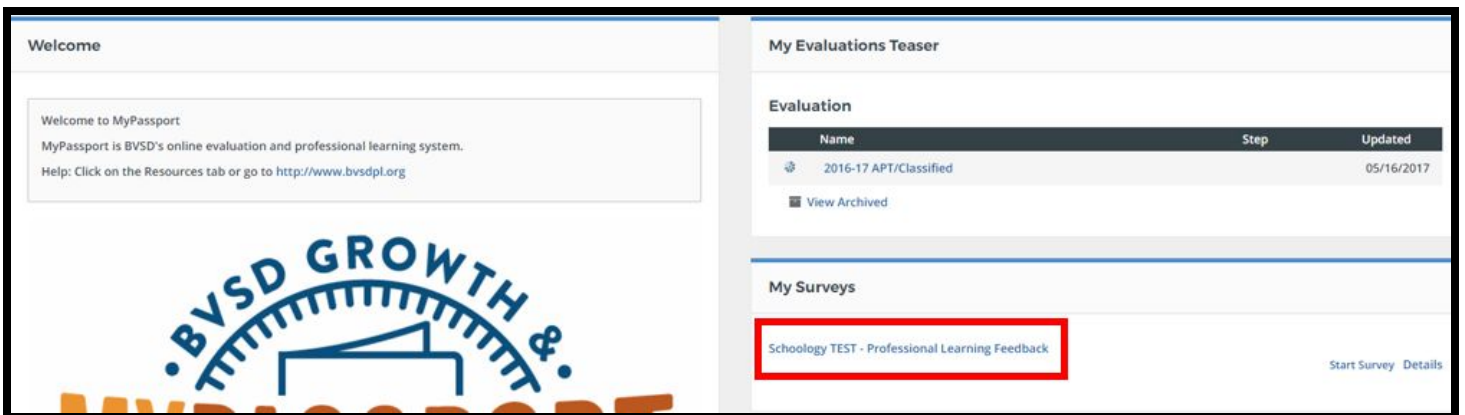 Welcome
Welcome to MyPassport
MyPassport is BVSD's online evaluation and professional learning system.
Help: Click on the Resources tab or go to http://www.bvsdpl.org
• BVSD GROWTH & •
MYPASSPORT
My Evaluations Teaser
Evaluation
Name Step Updated
2016-17 APT/Classified 05/16/2017
View Archived
My Surveys
Schoology TEST - Professional Learning Feedback
Start Survey Details